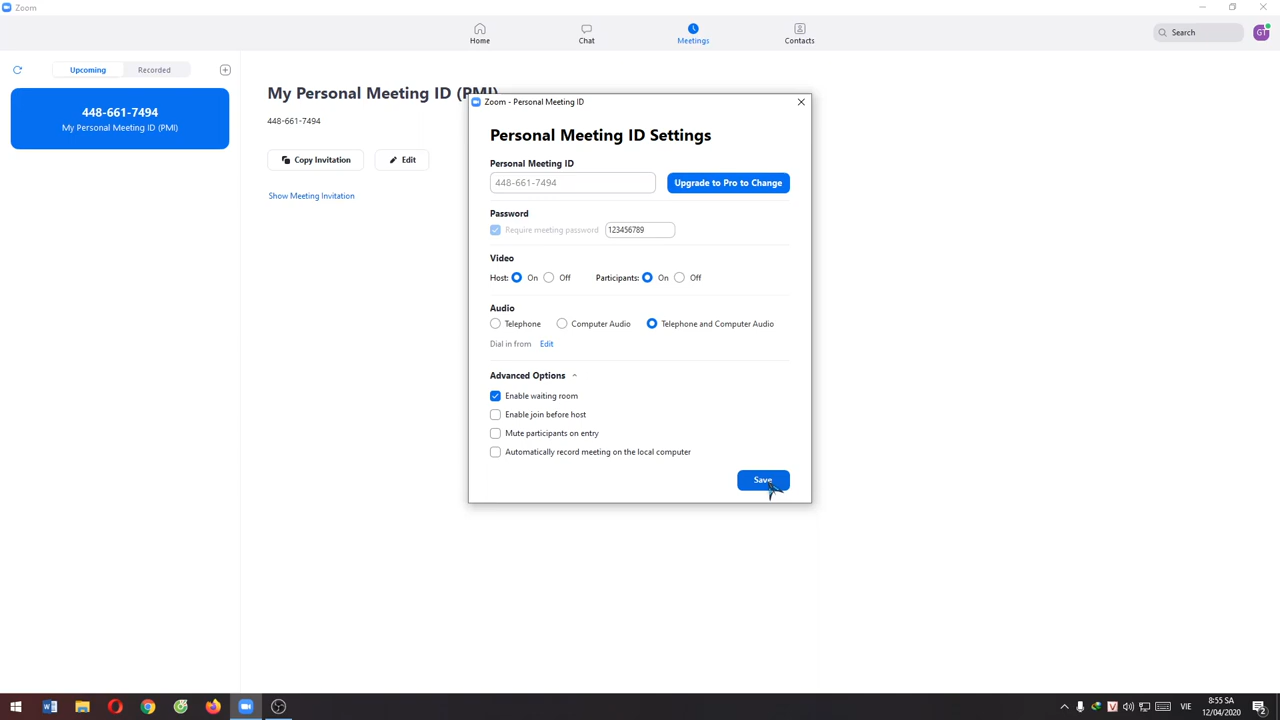 Zoom
Home
Chat
Meetings
Contacts
Search
GT
Upcoming
Recorded
448-661-7494
My Personal Meeting ID (PMI)
My Personal Meeting ID (PMI)
448-661-7494
Copy Invitation
Edit
Show Meeting Invitation
Zoom - Personal Meeting ID
Personal Meeting ID Settings
Personal Meeting ID
448-661-7494
Upgrade to Pro to Change
Password
Require meeting password
123456789
Video
Host: On Off Participants: On Off
Audio
Telephone Computer Audio Telephone and Computer Audio
Dial in from Edit
Advanced Options
Enable waiting room
Enable join before host
Mute participants on entry
Automatically record meeting on the local computer
Save
VIE
8:55 SA
12/04/2020
2